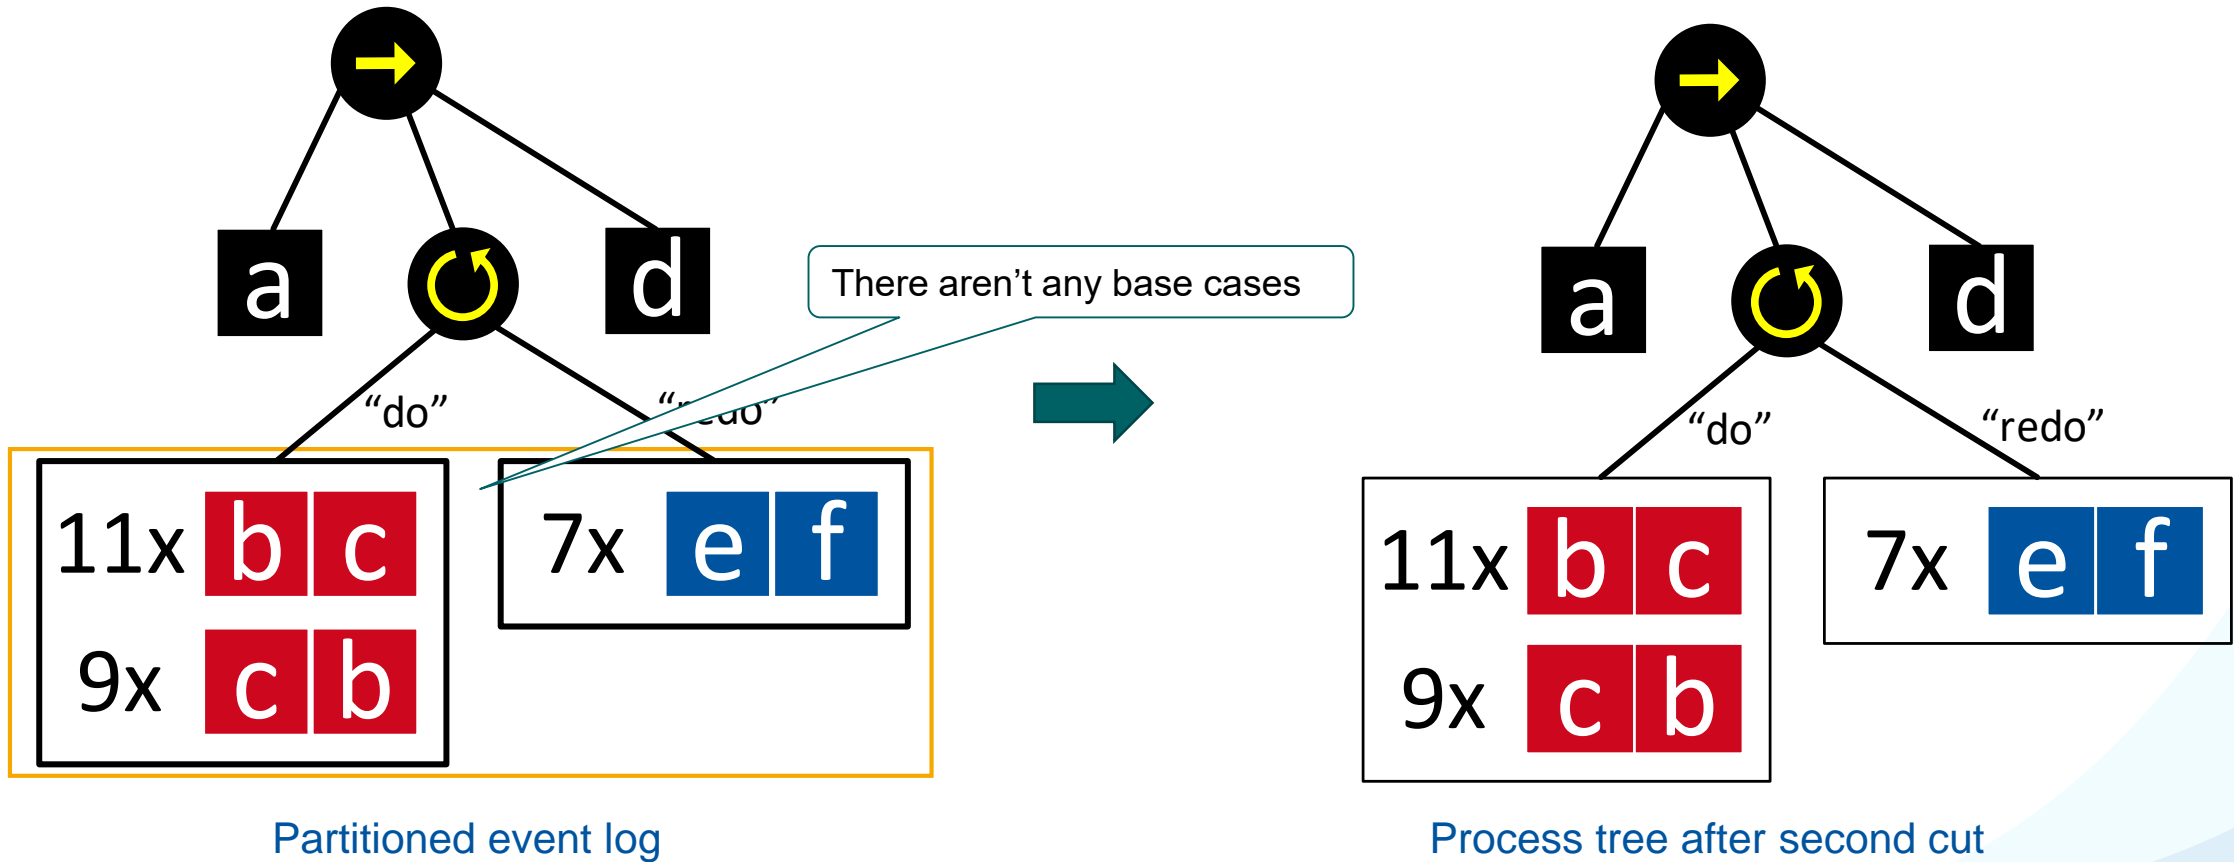 a
d
There aren't any base cases
"do"
"redo"
11x b c
9x c b
7x e f
Partitioned event log
a
d
"do"
"redo"
11x b c
9x c b
7x e f
Process tree after second cut